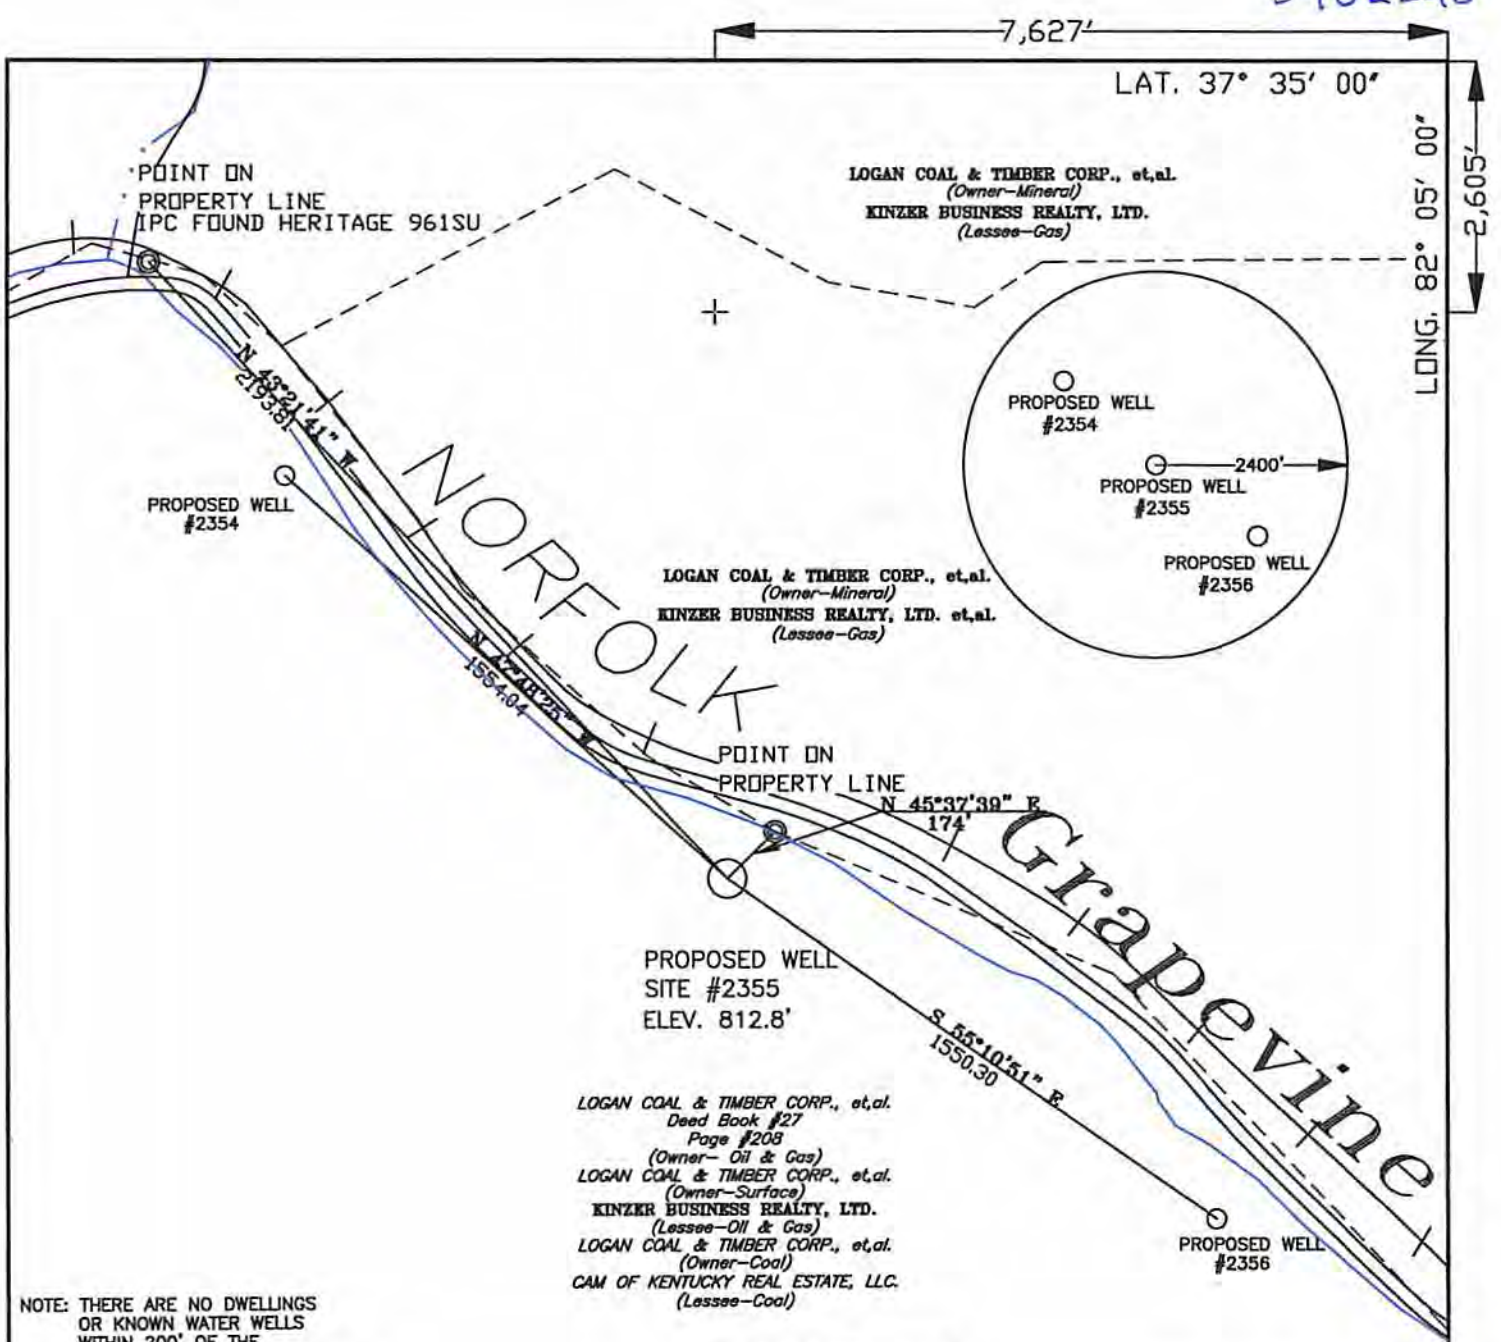 7,627'
LAT. 37° 35' 00"
LONG. 82° 05' 00"
2,605'
POINT ON
PROPERTY LINE
IPC FOUND HERITAGE 961SU
LOGAN COAL & TIMBER CORP., et,al.
(Owner-Mineral)
KINZER BUSINESS REALTY, LTD.
(Lessee-Gas)
N 43°21'41" W
2193.81
PROPOSED WELL
#2354
NORFOLK
PROPOSED WELL
#2354
2400'
PROPOSED WELL
#2355
PROPOSED WELL
#2356
LOGAN COAL & TIMBER CORP., et,al.
(Owner-Mineral)
KINZER BUSINESS REALTY, LTD. et,al.
(Lessee-Gas)
N 47°48'25" W
1554.04
POINT ON
PROPERTY LINE
N 45°37'39" E
174'
Grapevine
PROPOSED WELL
SITE #2355
ELEV. 812.8'
S 55°10'51" E
1550.30
LOGAN COAL & TIMBER CORP., et,al.
Deed Book #27
Page #208
(Owner- Oil & Gas)
LOGAN COAL & TIMBER CORP., et,al.
(Owner-Surface)
KINZER BUSINESS REALTY, LTD.
(Lessee-Oil & Gas)
LOGAN COAL & TIMBER CORP., et,al.
(Owner-Coal)
CAM OF KENTUCKY REAL ESTATE, LLC.
(Lessee-Coal)
PROPOSED WELL
#2356
NOTE: THERE ARE NO DWELLINGS
OR KNOWN WATER WELLS
WITHIN 200' OF THE